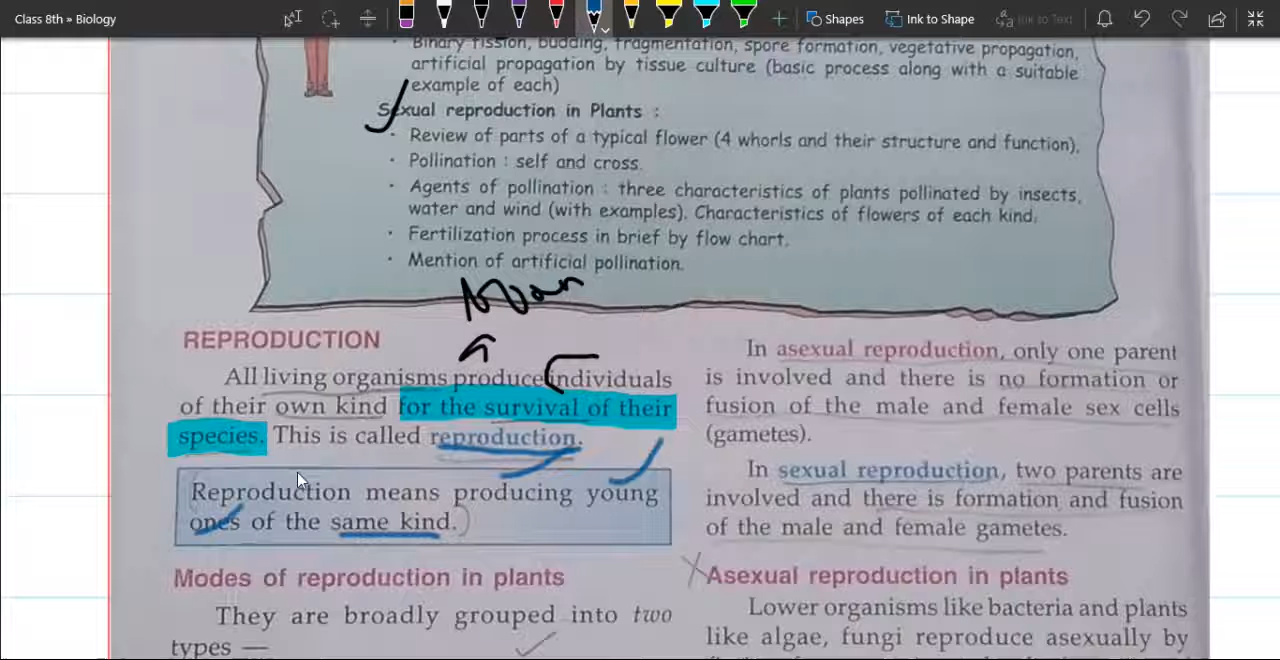 Class 8th » Biology
Shapes
Ink to Shape
Ink to Text
Binary fission, budding, fragmentation, spore formation, vegetative propagation,
artificial propagation by tissue culture (basic process along with a suitable
example of each)
Sexual reproduction in Plants :
· Review of parts of a typical flower (4 whorls and their structure and function).
· Pollination : self and cross.
· Agents of pollination : three characteristics of plants pollinated by insects,
water and wind (with examples). Characteristics of flowers of each kind.
· Fertilization process in brief by flow chart.
· Mention of artificial pollination.
REPRODUCTION
All living organisms produce individuals
of their own kind for the survival of their
species. This is called reproduction.
Reproduction means producing young
ones of the same kind.
Modes of reproduction in plants
They are broadly grouped into two
types —
In asexual reproduction, only one parent
is involved and there is no formation or
fusion of the male and female sex cells
(gametes).
In sexual reproduction, two parents are
involved and there is formation and fusion
of the male and female gametes.
Asexual reproduction in plants
Lower organisms like bacteria and plants
like algae, fungi reproduce asexually by